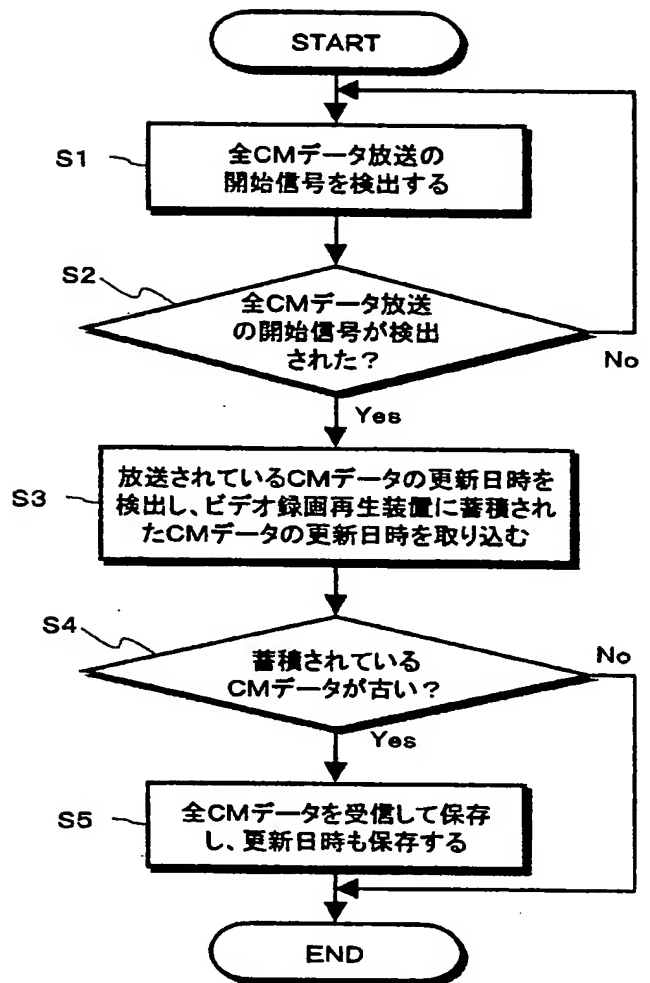 START
S1
全CMデータ放送の
開始信号を検出する
S2
全CMデータ放送
の開始信号が検出
された？
No
Yes
S3
放送されているCMデータの更新日時を
検出し、ビデオ録画再生装置に蓄積され
たCMデータの更新日時を取り込む
S4
蓄積されている
CMデータが古い？
No
Yes
S5
全CMデータを受信して保存
し、更新日時も保存する
END